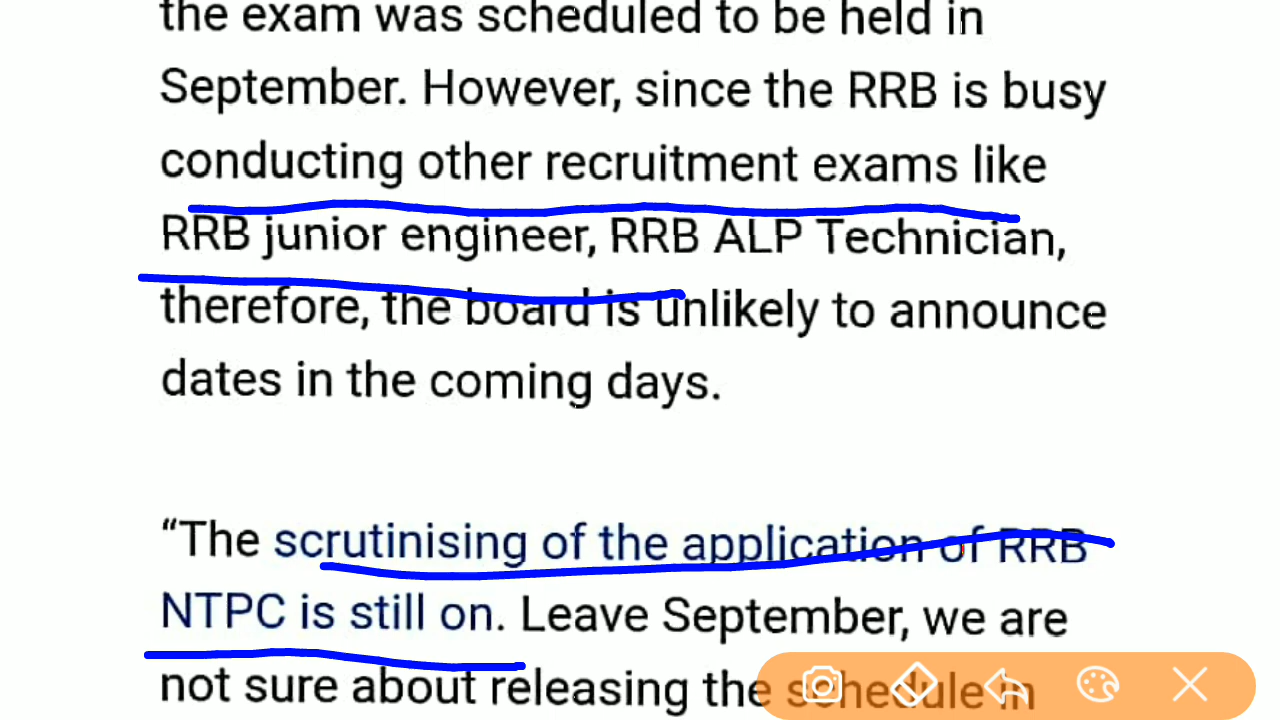 the exam was scheduled to be held in
September. However, since the RRB is busy
conducting other recruitment exams like
RRB junior engineer, RRB ALP Technician,
therefore, the board is unlikely to announce
dates in the coming days.
“The scrutinising of the application of RRB
NTPC is still on. Leave September, we are
not sure about releasing the schedule in